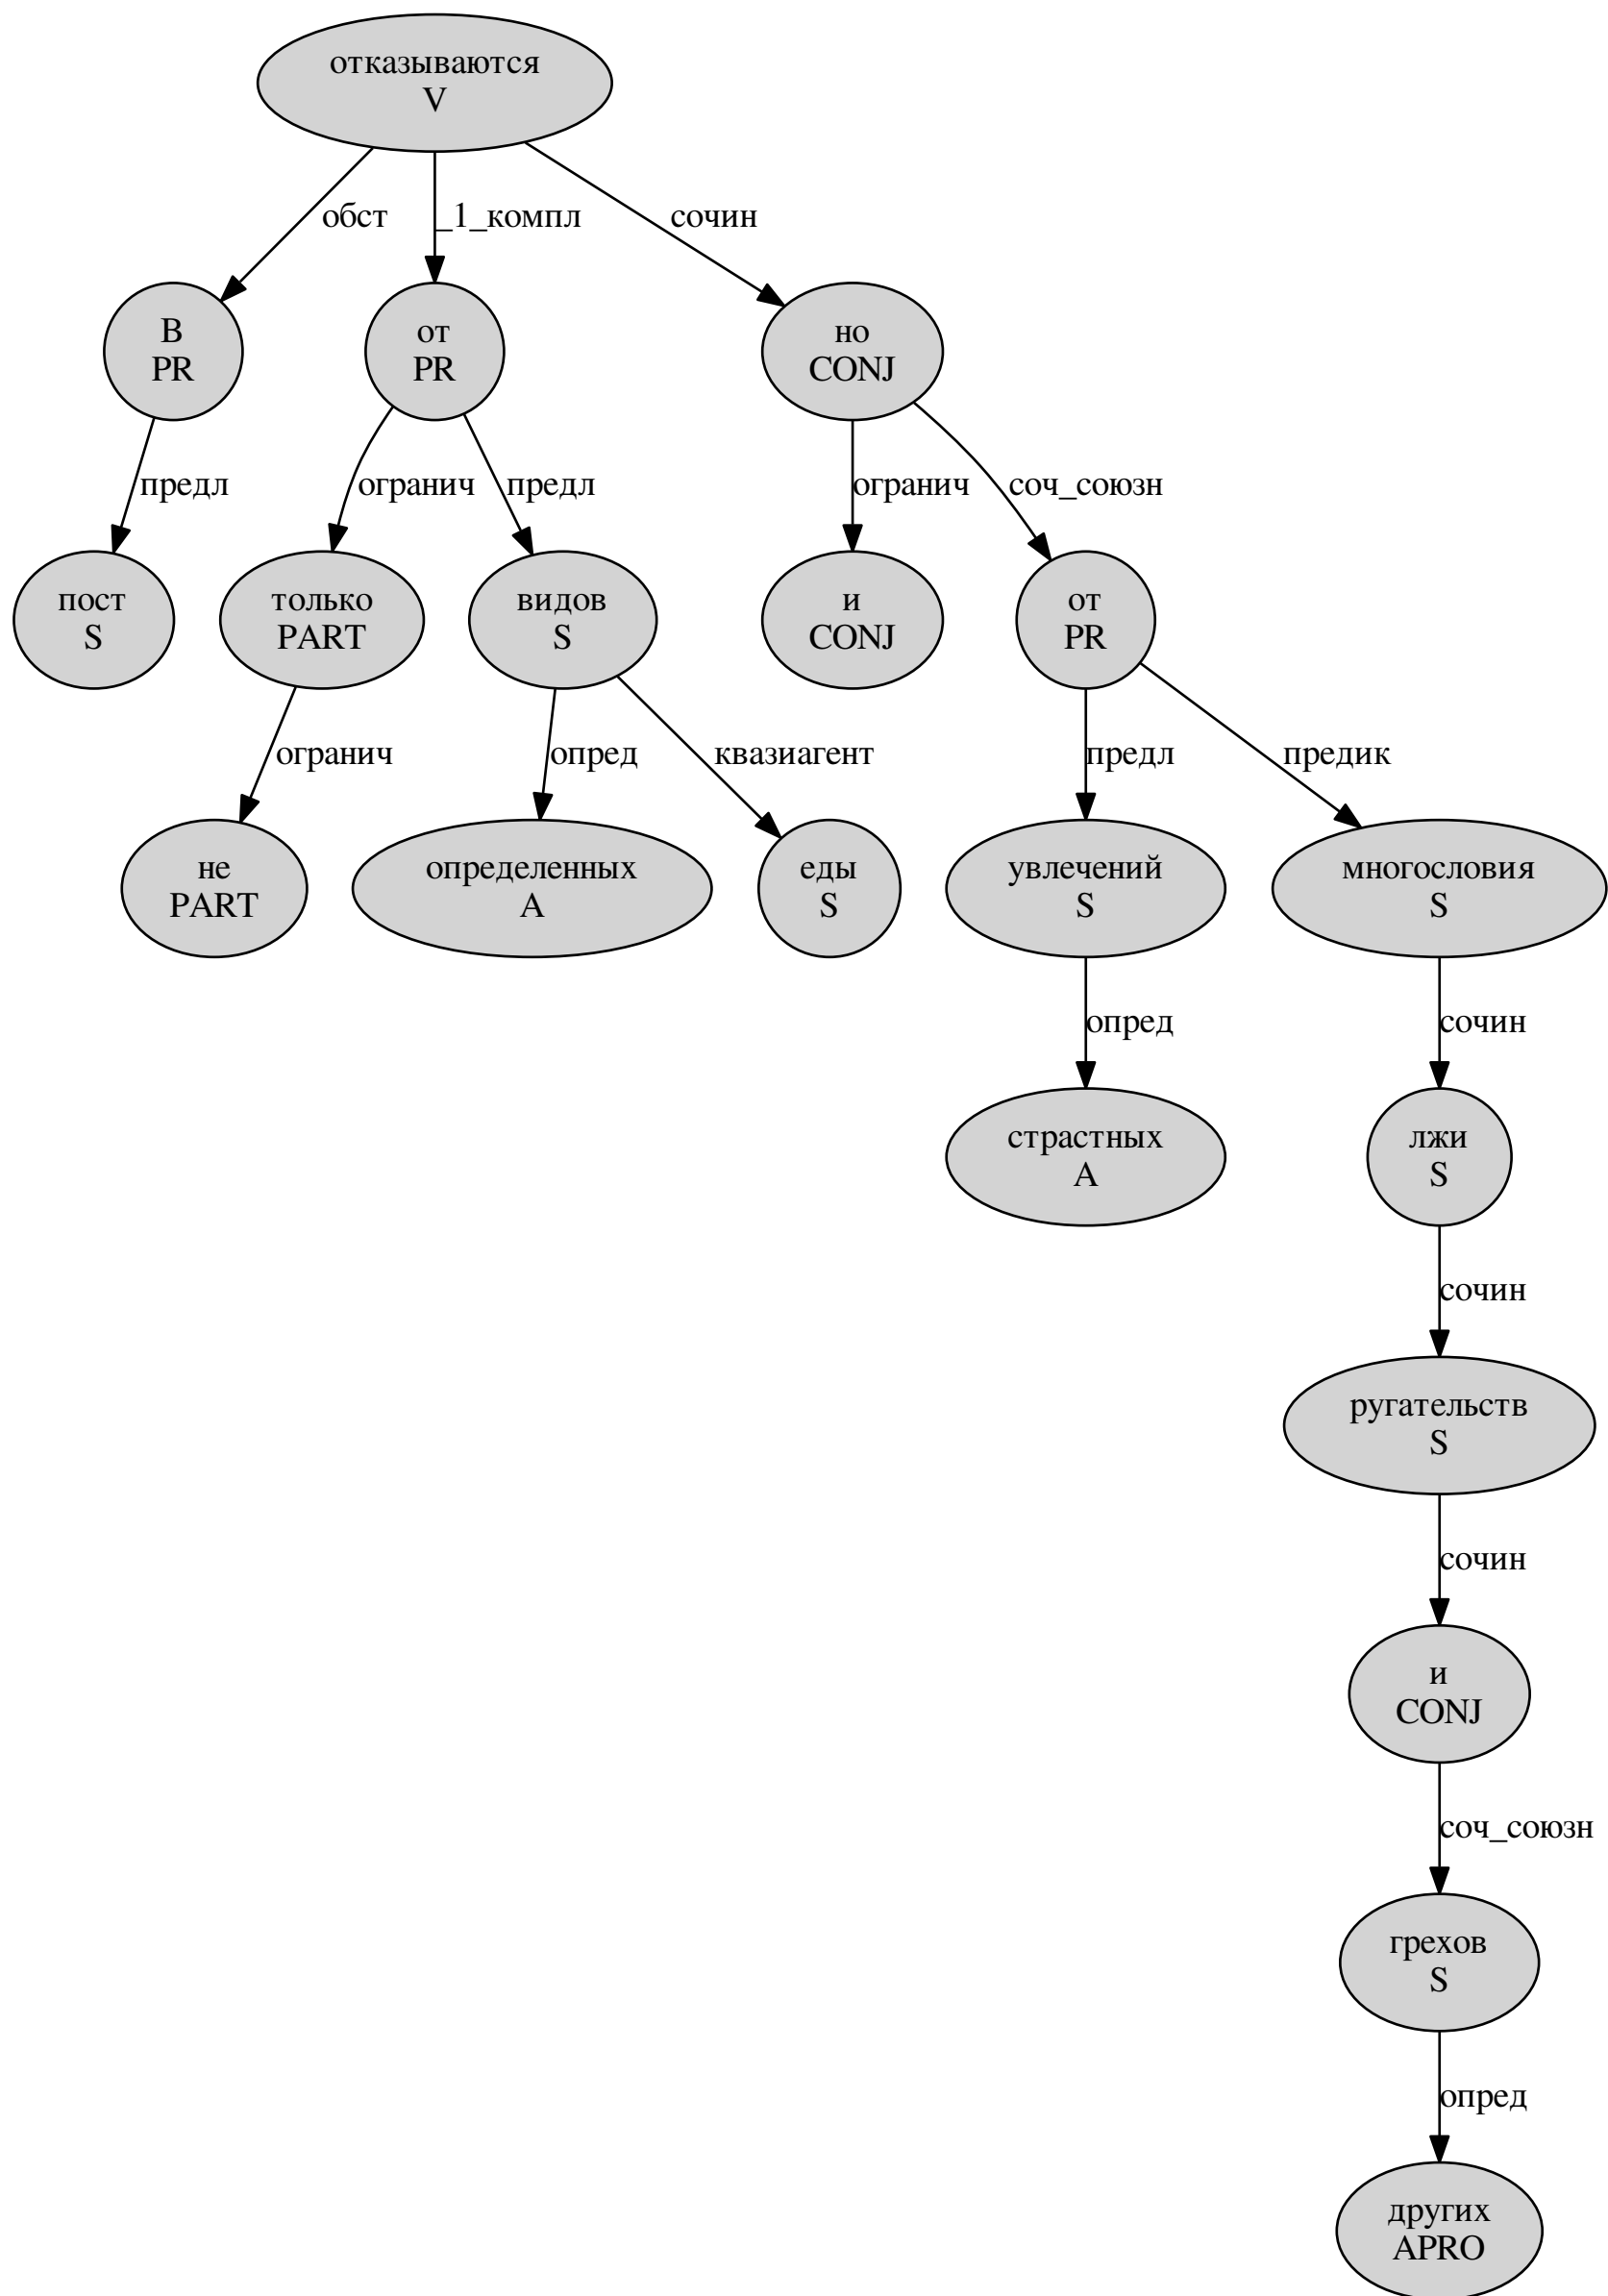 отказываются
V
обст
_1_компл
сочин
В
PR
от
PR
но
CONJ
предл
огранич
предл
огранич
соч_союзн
пост
S
только
PART
видов
S
и
CONJ
от
PR
огранич
опред
квазиагент
предл
предик
не
PART
определенных
A
еды
S
увлечений
S
многословия
S
опред
сочин
страстных
A
лжи
S
сочин
ругательств
S
сочин
и
CONJ
соч_союзн
грехов
S
опред
других
APRO